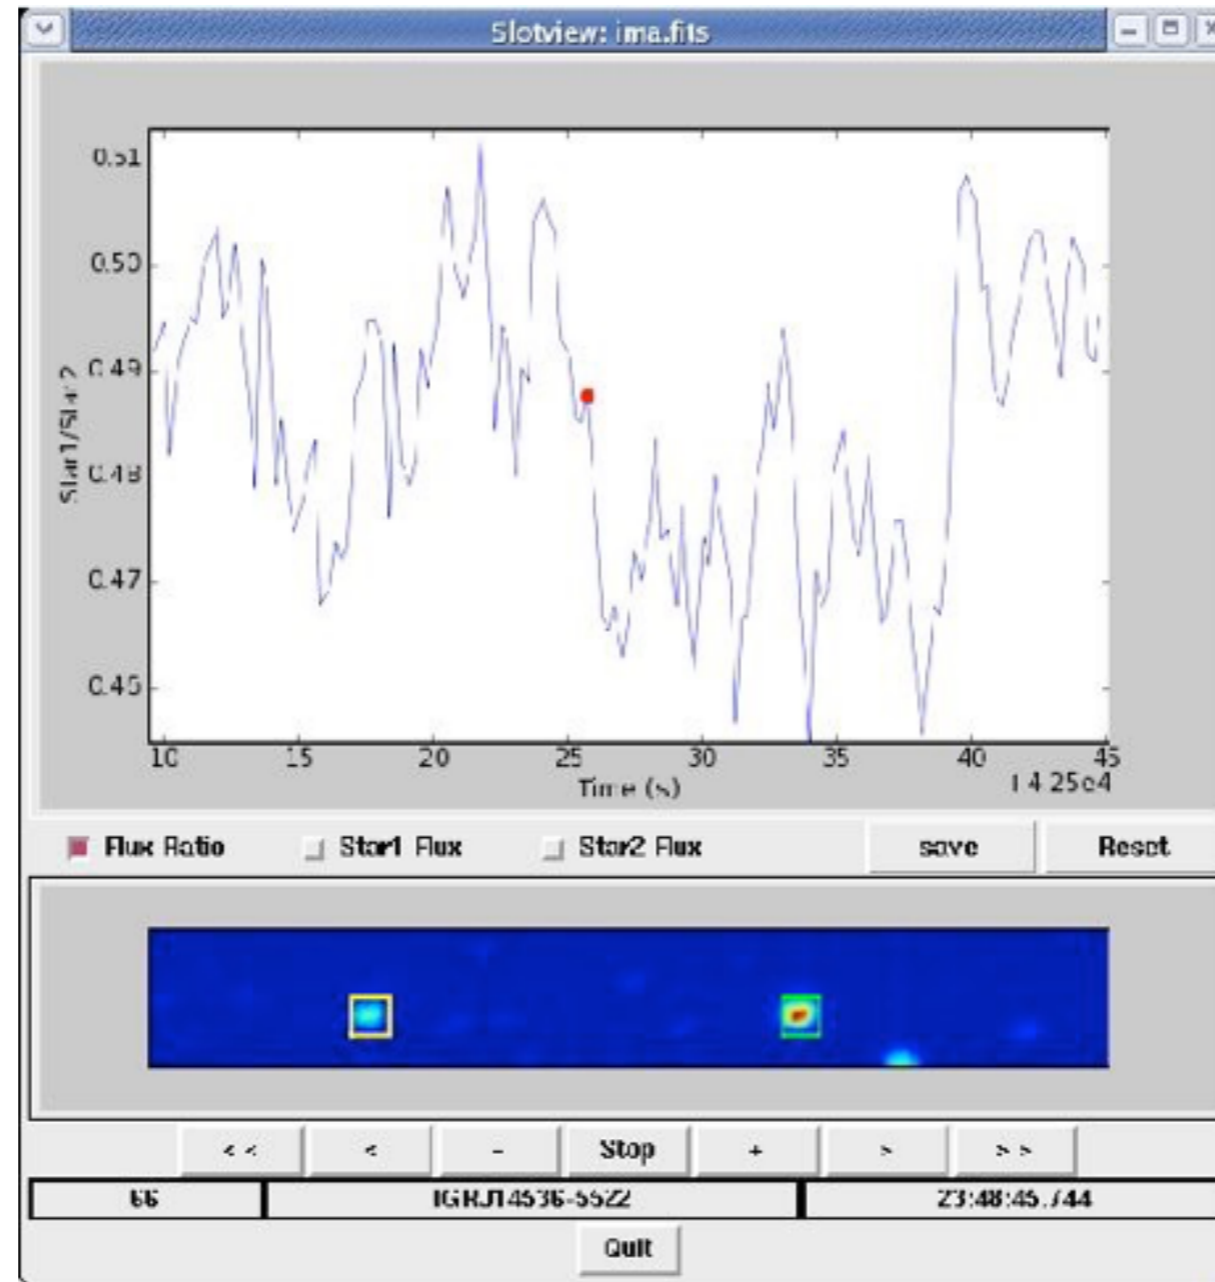 Slotview: ima.fits
0.51
0.50
0.49
0.48
0.47
Star1/Star2
10 15 20 25 30 35 40 45
Time (s)
Flux Ratio Star1 Flux Star2 Flux save Reset
<< < - Stop + > >>
66 IGRJ14536-5522 23:48:45.744
Quit